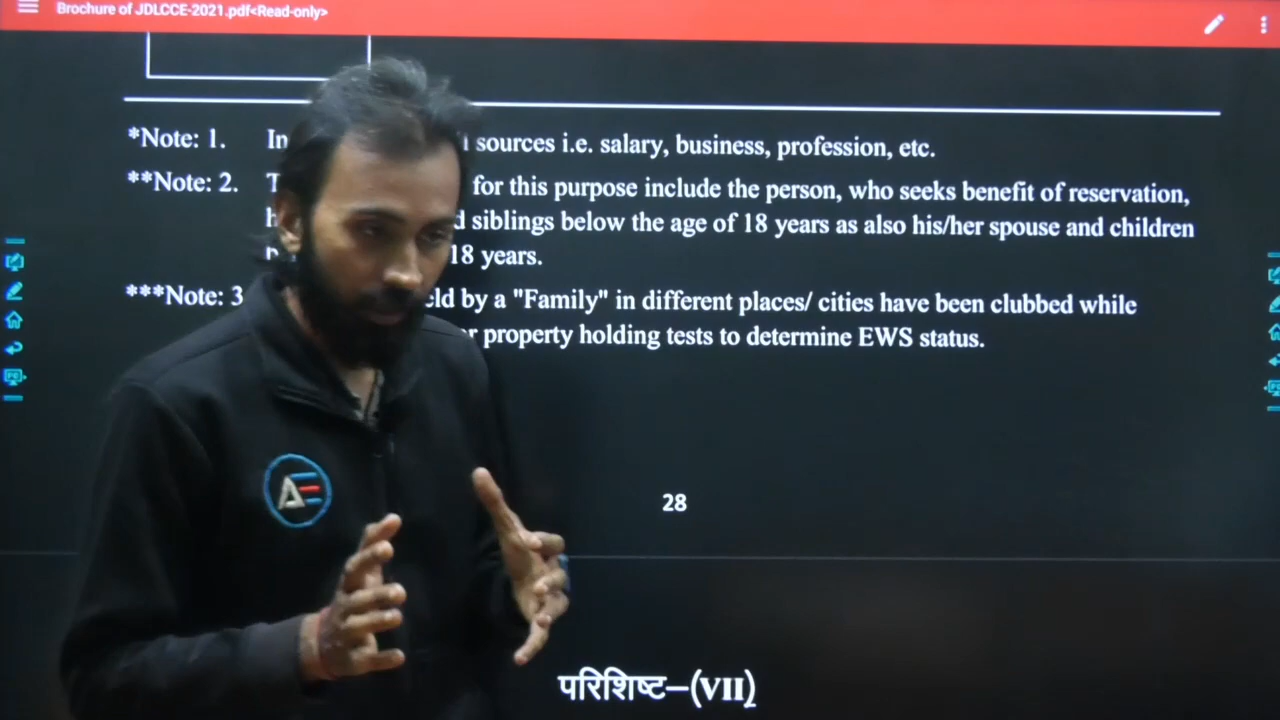 Brochure of JDLCCE-2021.pdf<Read-only>
*Note: 1. In sources i.e. salary, business, profession, etc.
**Note: 2. for this purpose include the person, who seeks benefit of reservation,
siblings below the age of 18 years as also his/her spouse and children
18 years.
***Note: 3 by a "Family" in different places/ cities have been clubbed while
property holding tests to determine EWS status.
AE
28
परिशिष्ट–(VII)